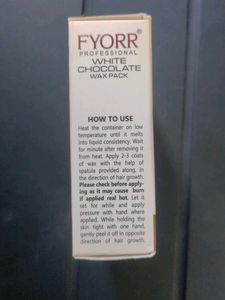 FYORR®
PROFESSIONAL
WHITE
CHOCOLATE
WAX PACK
HOW TO USE
Heat the container on low
temperature until it melts
into liquid consistency. Wait
for minute after removing it
from heat. Apply 2-3 coats
of wax with the help of
spatula provided along, in
the direction of hair growth.
Please check before apply-
ing as it may cause burn
if applied real hot. Let it
set for while and apply
pressure with hand where
applied. While holding the
skin tight with one hand,
gently peel it off in opposite
direction of hair growth.